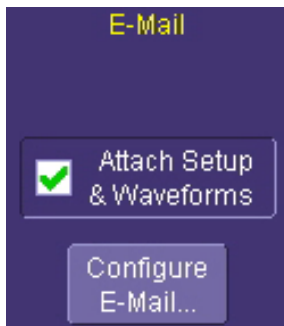 E-Mail
Attach Setup
& Waveforms
Configure
E-Mail...